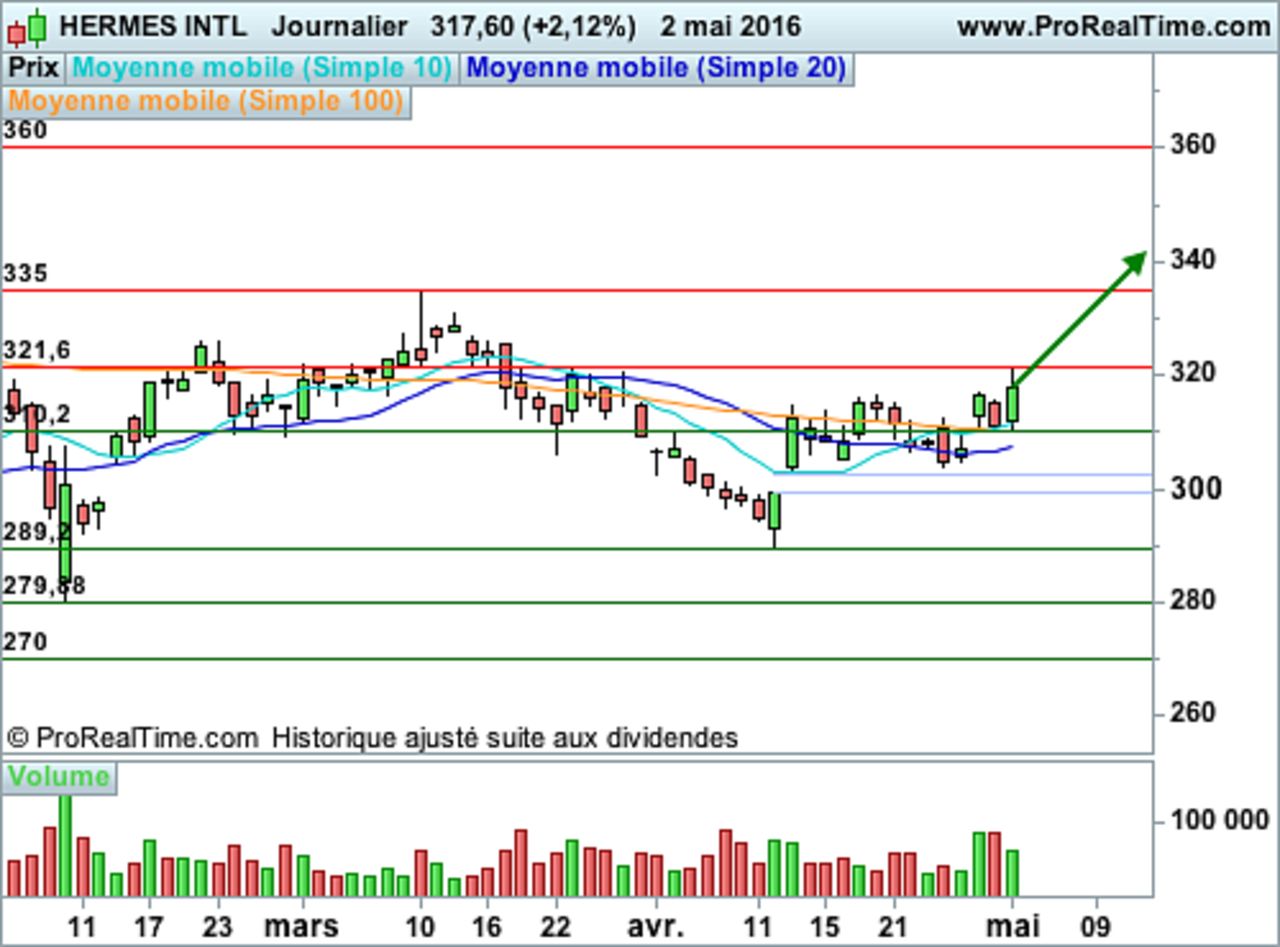 HERMES INTL Journalier 317,60 (+2,12%) 2 mai 2016 www.ProRealTime.com
Prix Moyenne mobile (Simple 10) Moyenne mobile (Simple 20)
Moyenne mobile (Simple 100)
360
360
340
335
321,6
320
310,2
300
289,2
279,88
280
270
260
© ProRealTime.com Historique ajusté suite aux dividendes
Volume
100 000
11 17 23 mars 10 16 22 avr. 11 15 21 mai 09